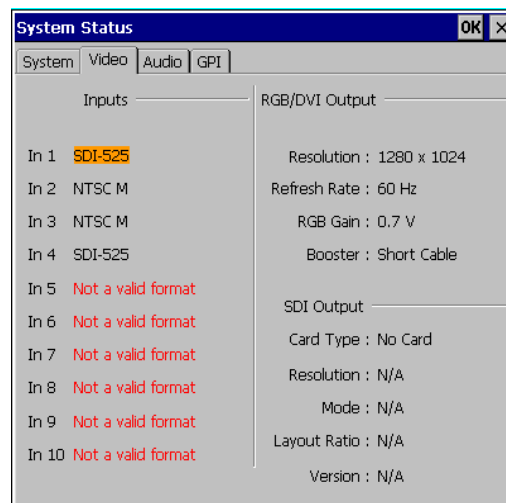 System Status OK ×
System Video Audio GPI
Inputs
In 1 SDI-525
In 2 NTSC M
In 3 NTSC M
In 4 SDI-525
In 5 Not a valid format
In 6 Not a valid format
In 7 Not a valid format
In 8 Not a valid format
In 9 Not a valid format
In 10 Not a valid format
RGB/DVI Output
Resolution : 1280 x 1024
Refresh Rate : 60 Hz
RGB Gain : 0.7 V
Booster : Short Cable
SDI Output
Card Type : No Card
Resolution : N/A
Mode : N/A
Layout Ratio : N/A
Version : N/A